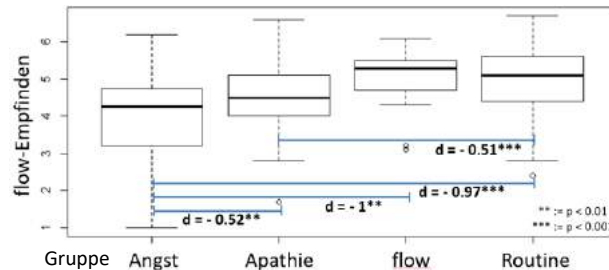 flow-Empfinden
1 2 3 4 5 6
d = - 0.51***
d = - 0.97***
d = - 1**
d = - 0.52**
** := p < 0.01
*** := p < 0.00
Gruppe Angst Apathie flow Routine